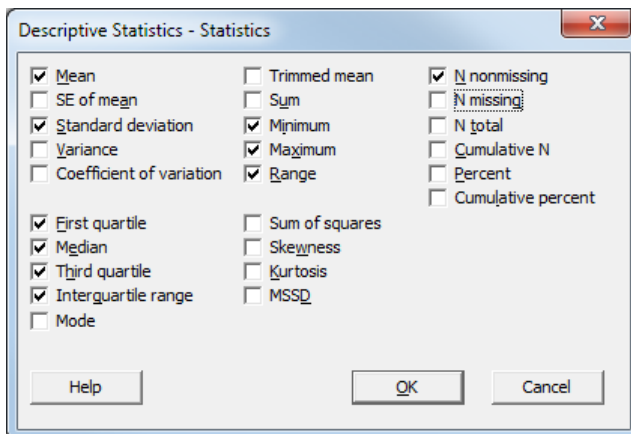 Descriptive Statistics - Statistics
Mean
SE of mean
Standard deviation
Variance
Coefficient of variation
First quartile
Median
Third quartile
Interquartile range
Mode
Trimmed mean
Sum
Minimum
Maximum
Range
Sum of squares
Skewness
Kurtosis
MSSD
N nonmissing
N missing
N total
Cumulative N
Percent
Cumulative percent
Help
OK
Cancel